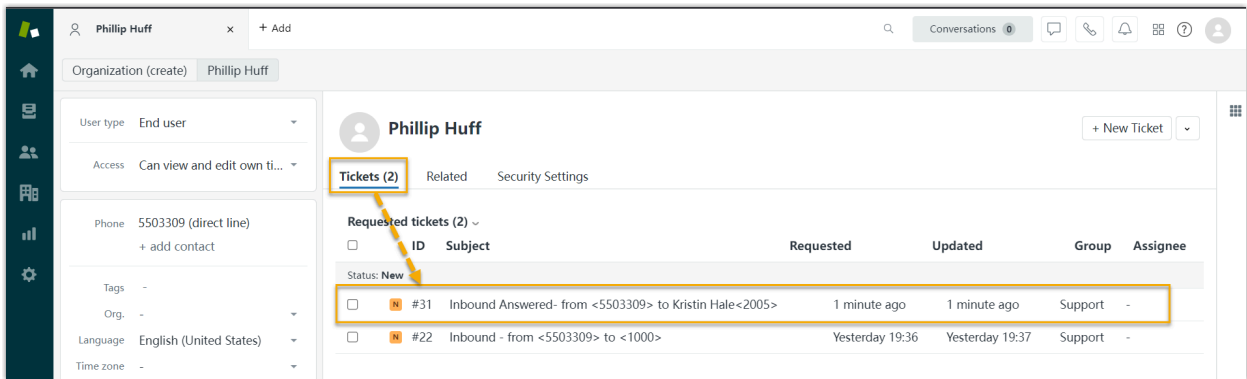 Phillip Huff × + Add Conversations 0
Organization (create) Phillip Huff
User type End user
Access Can view and edit own ti...
Phone 5503309 (direct line)
+ add contact
Tags -
Org. -
Language English (United States)
Time zone -
Phillip Huff
+ New Ticket
Tickets (2) Related Security Settings
Requested tickets (2)
ID Subject Requested Updated Group Assignee
Status: New
N #31 Inbound Answered- from <5503309> to Kristin Hale<2005> 1 minute ago 1 minute ago Support -
N #22 Inbound - from <5503309> to <1000> Yesterday 19:36 Yesterday 19:37 Support -